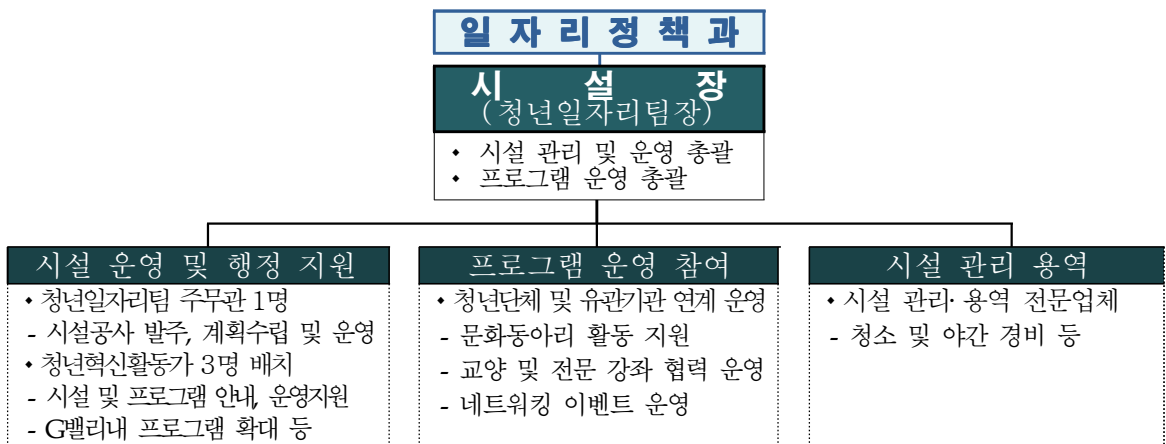 일자리정책과
시 설 장
(청년일자리팀장)
◆ 시설 관리 및 운영 총괄
◆ 프로그램 운영 총괄
시설 운영 및 행정 지원
◆ 청년일자리팀 주무관 1명
- 시설공사 발주, 계획수립 및 운영
◆ 청년혁신활동가 3명 배치
- 시설 및 프로그램 안내, 운영지원
- G밸리내 프로그램 확대 등
프로그램 운영 참여
◆ 청년단체 및 유관기관 연계 운영
- 문화동아리 활동 지원
- 교양 및 전문 강좌 협력 운영
- 네트워킹 이벤트 운영
시설 관리 용역
◆ 시설 관리·용역 전문업체
- 청소 및 야간 경비 등